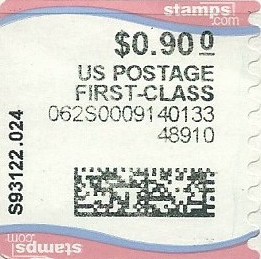 stamps
.com
$0.90⁰
US POSTAGE
FIRST-CLASS
062S0009140133
48910
S93122.024
stamps
.com